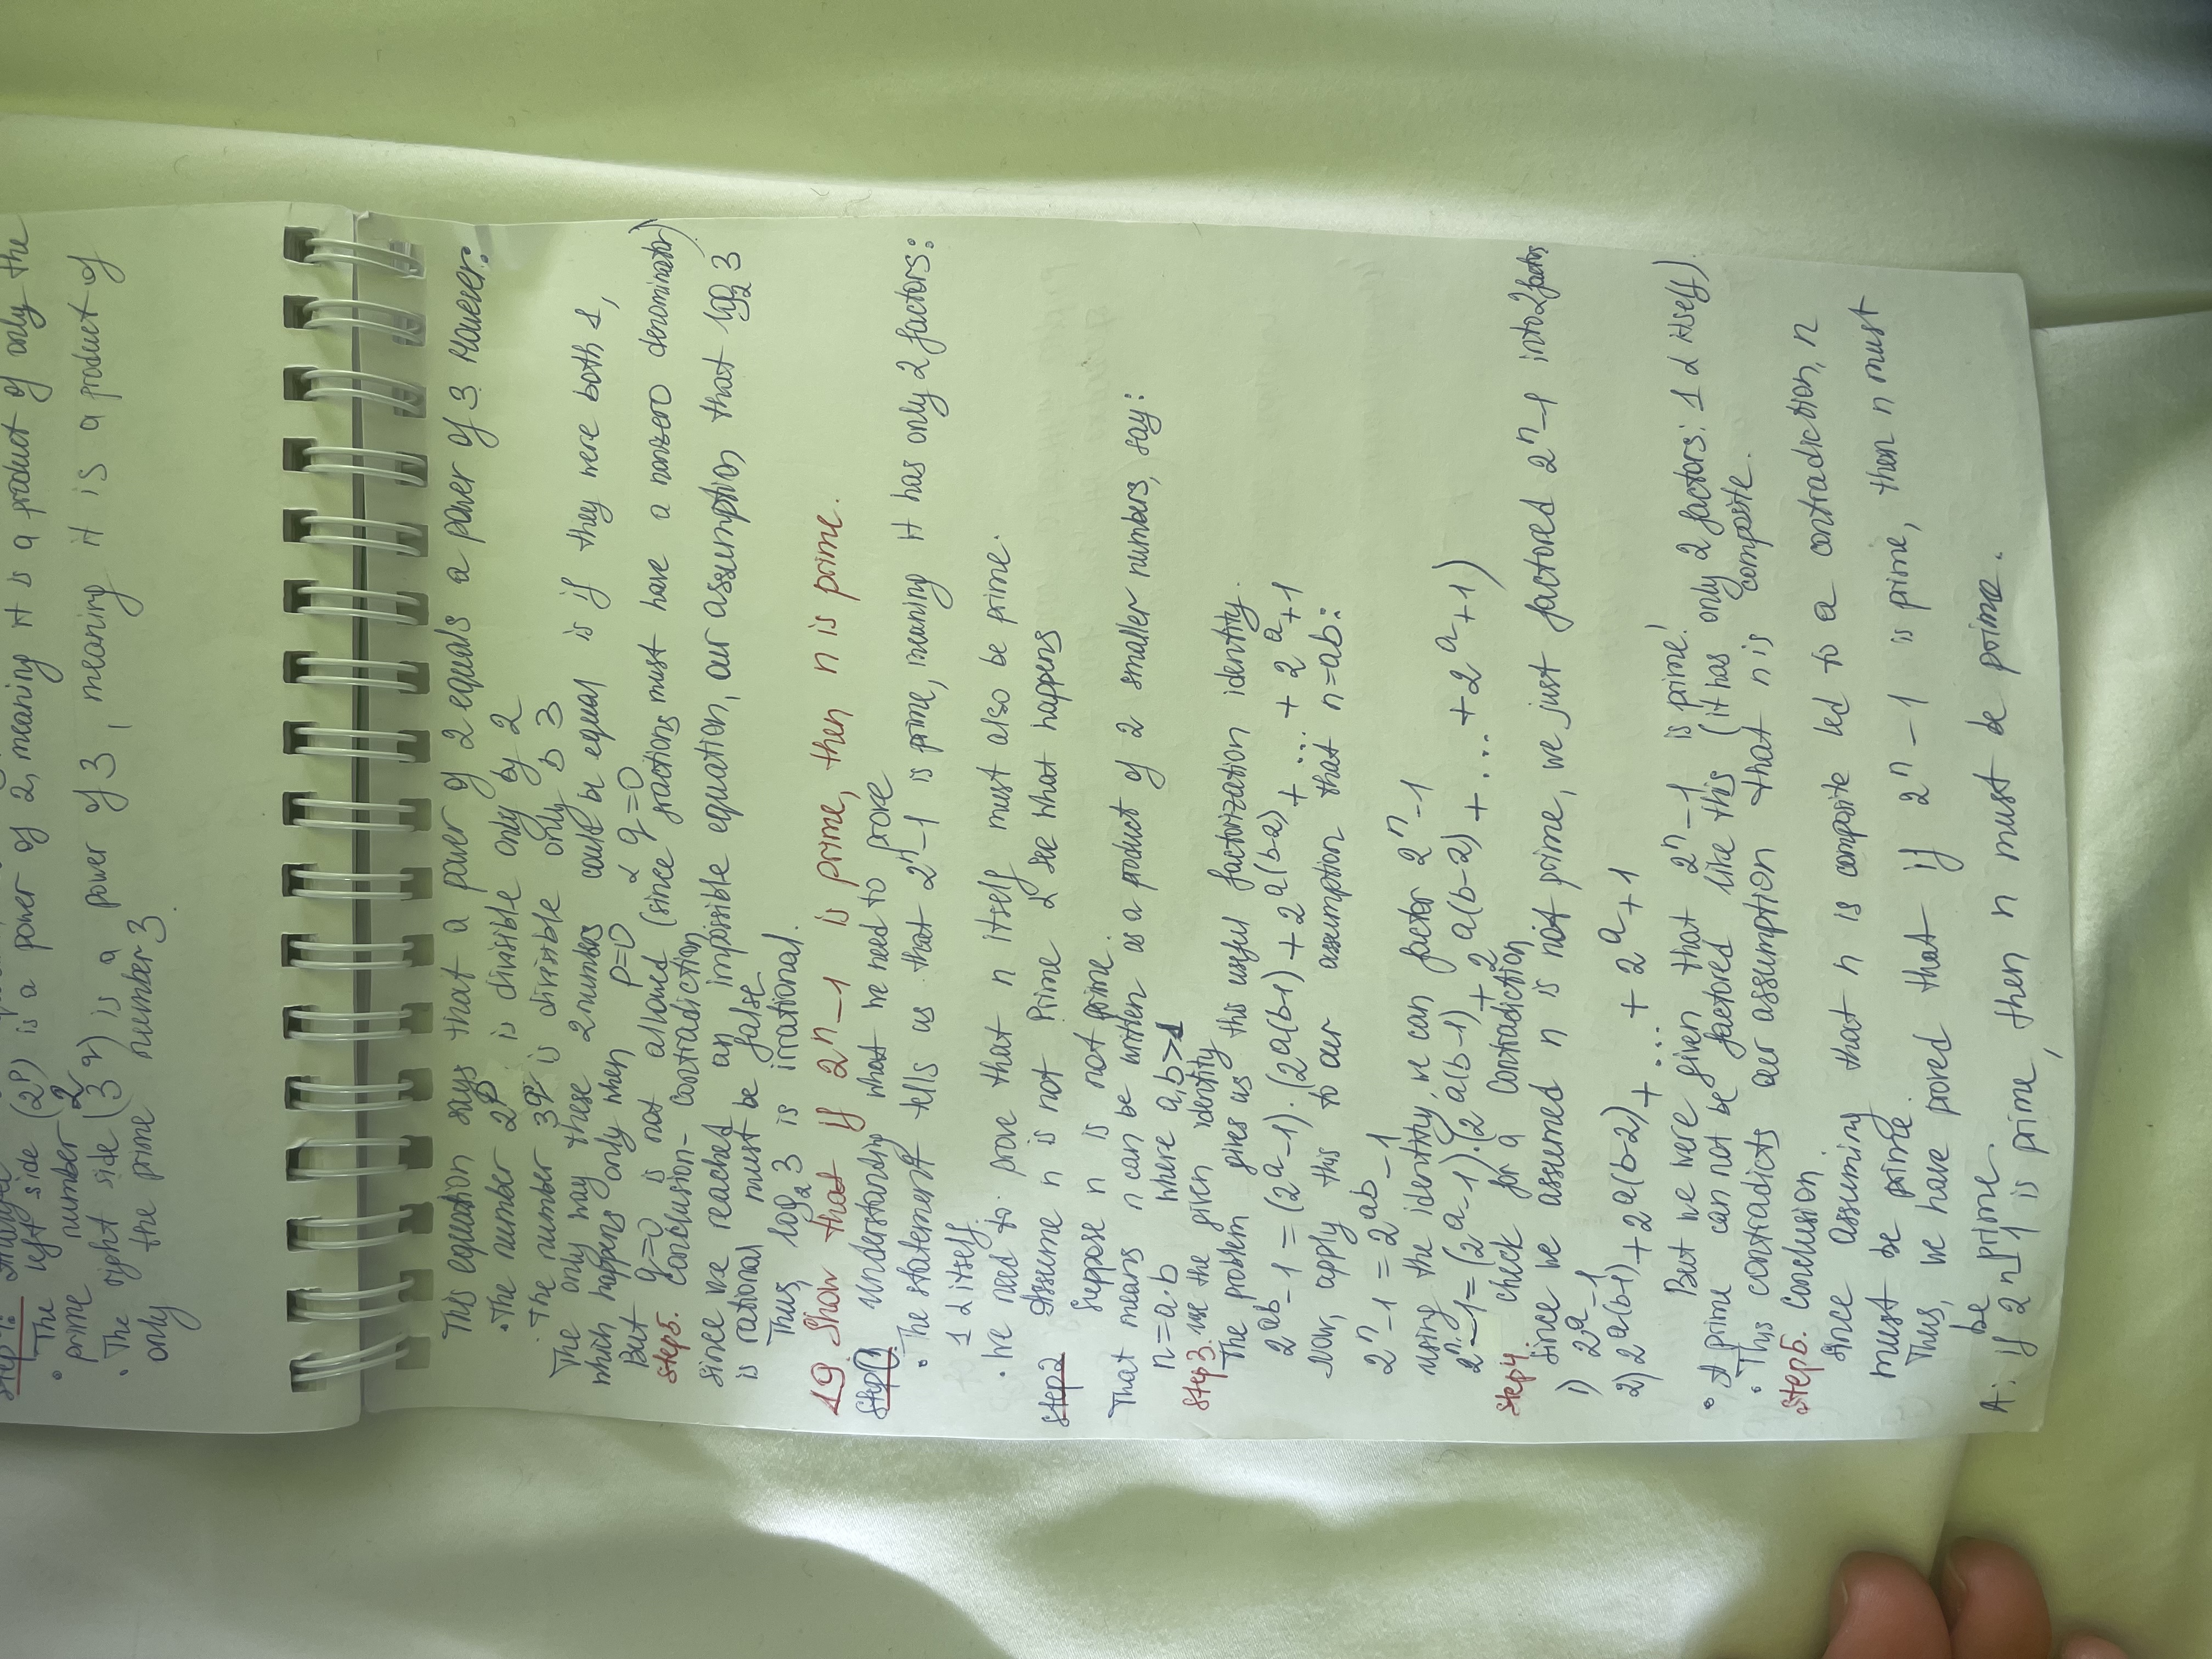 Step 4:
• The left side (2^p) is a power of 2, meaning it is a product of only the
prime number 2
• The right side (3^q) is a power of 3, meaning it is a product of
only the prime number 3.
This equation says that a power of 2 equals a power of 3. However:
• The number 2^p is divisible only by 2
• The number 3^q is divisible only b 3
The only way these 2 numbers could be equal is if they were both 1,
which happens only when p=0 & q=0
But q=0 is not allowed (since fractions must have a nonzero denominator)
Step 5. Conclusion - Contradiction
since we reached an impossible equation, our assumption that log₂ 3
is rational must be false.
Thus, log₂ 3 is irrational.
19. Show that if 2^n - 1 is prime, then n is prime.
Step 1. Understanding what we need to prove
• The statement tells us that 2^n - 1 is prime, meaning it has only 2 factors:
1 & itself.
• We need to prove that n itself must also be prime.
Step 2 Assume n is not Prime & see what happens
Suppose n is not prime.
That means n can be written as a product of 2 smaller numbers, say:
n = a·b where a,b>1
Step 3. use the given identity
The problem gives us this useful factorization identity.
2^ab - 1 = (2^a - 1) · (2^a(b-1) + 2^a(b-2) + ... + 2^a + 1
Now, apply this to our assumption that n=ab:
2^n - 1 = 2^ab - 1
using the identity, we can factor 2^n - 1
2^n - 1 = (2^a - 1)·(2^a(b-1) + 2^a(b-2) + ... + 2^a + 1)
Step 4. Check for a Contradiction.
Since we assumed n is not prime, we just factored 2^n - 1 into 2 factors
1) 2^a - 1
2) 2^a(b-1) + 2^a(b-2) + ... + 2^a + 1
But we were given that 2^n - 1 is prime!
• A prime can not be factored like this (it has only 2 factors: 1 & itself).
• This contradicts our assumption that n is composite.
Step 5. Conclusion
Since assuming that n is composite led to a contradiction, n
must be prime.
Thus, we have proved that if 2^n - 1 is prime, then n must
be prime.
A: if 2^n - 1 is prime, then n must be prime.